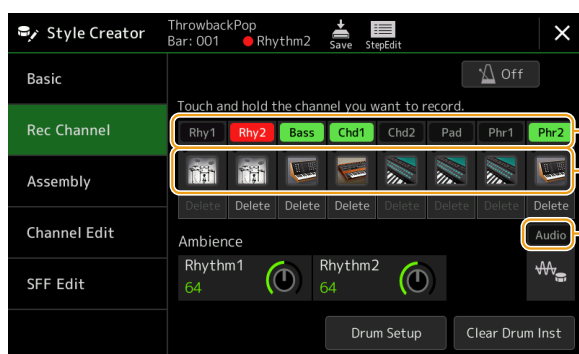 Style Creator
ThrowbackPop
Bar: 001 Rhythm2
Save StepEdit
Basic
Off
Touch and hold the channel you want to record.
Rec Channel
Rhy1 Rhy2 Bass Chd1 Chd2 Pad Phr1 Phr2
Assembly
Delete Delete Delete Delete Delete Delete Delete Delete
Channel Edit
Audio
Ambience
Rhythm1 Rhythm2
64 64
SFF Edit
Drum Setup Clear Drum Inst